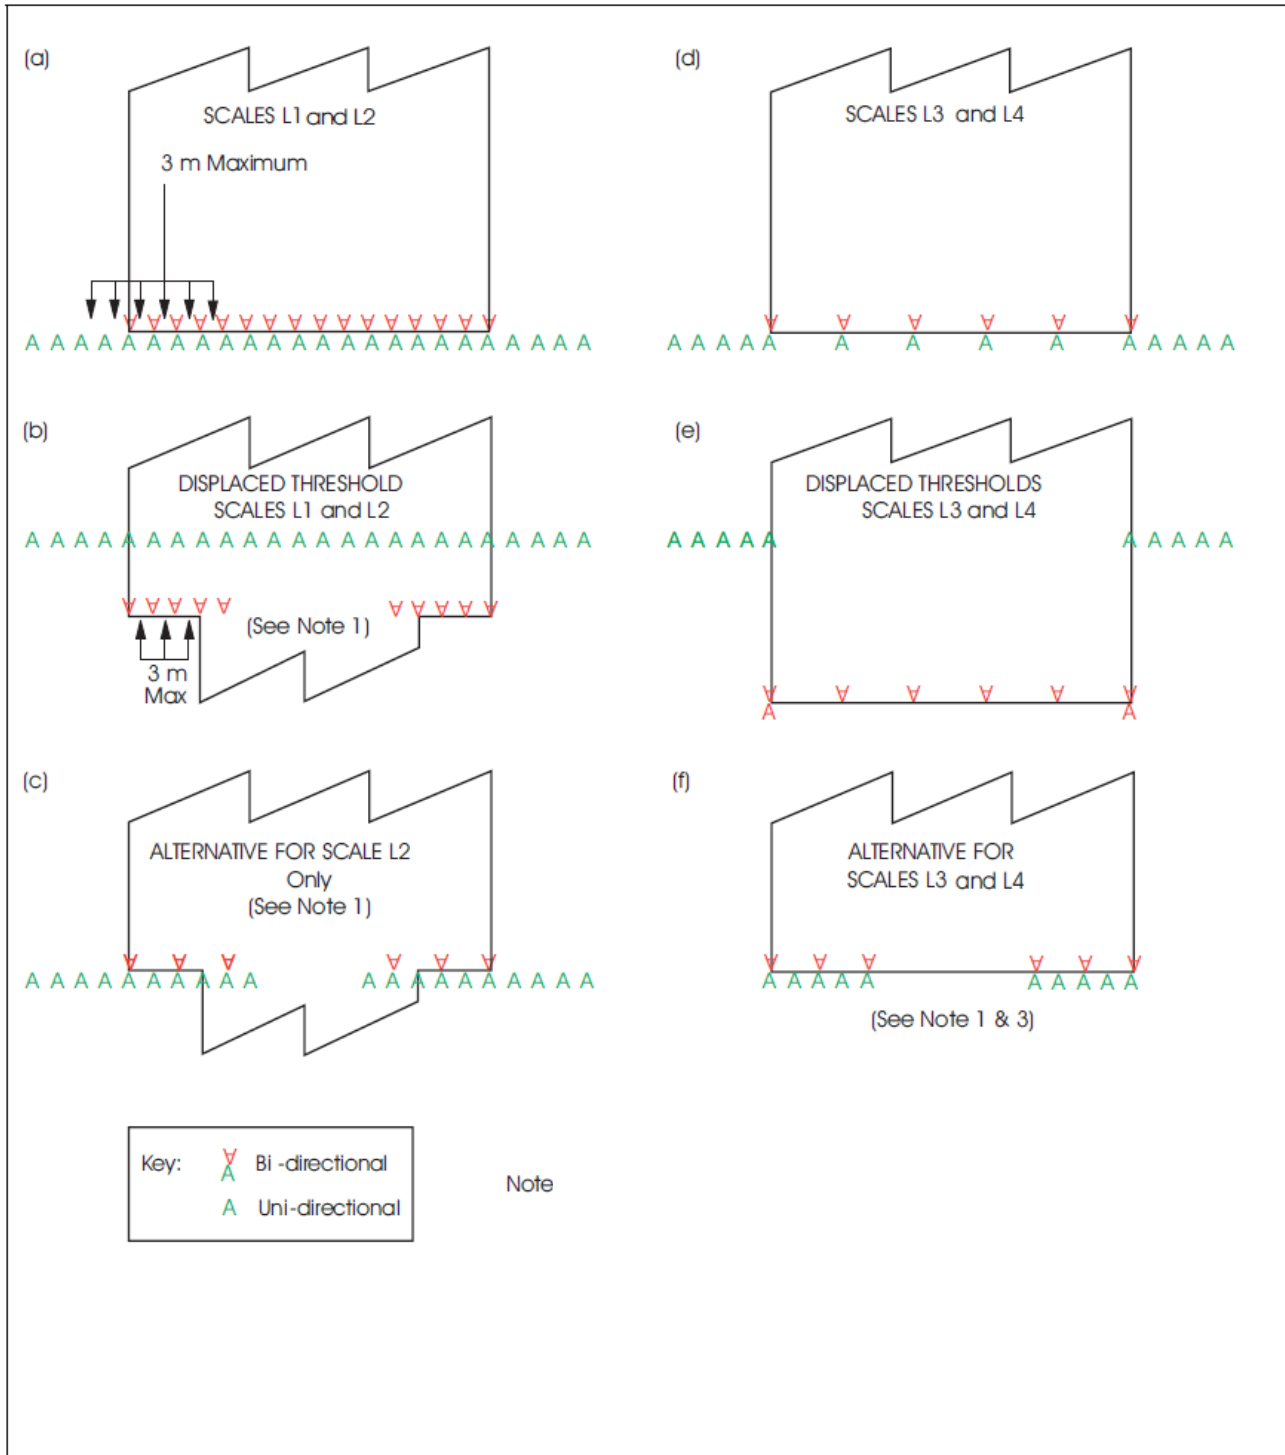 (a)
SCALES L1 and L2
3 m Maximum
(b)
DISPLACED THRESHOLD
SCALES L1 and L2
(See Note 1)
3 m
Max
(c)
ALTERNATIVE FOR SCALE L2
Only
(See Note 1)
(d)
SCALES L3 and L4
(e)
DISPLACED THRESHOLDS
SCALES L3 and L4
(f)
ALTERNATIVE FOR
SCALES L3 and L4
(See Note 1 & 3)
Key: Bi -directional
A Uni-directional
Note